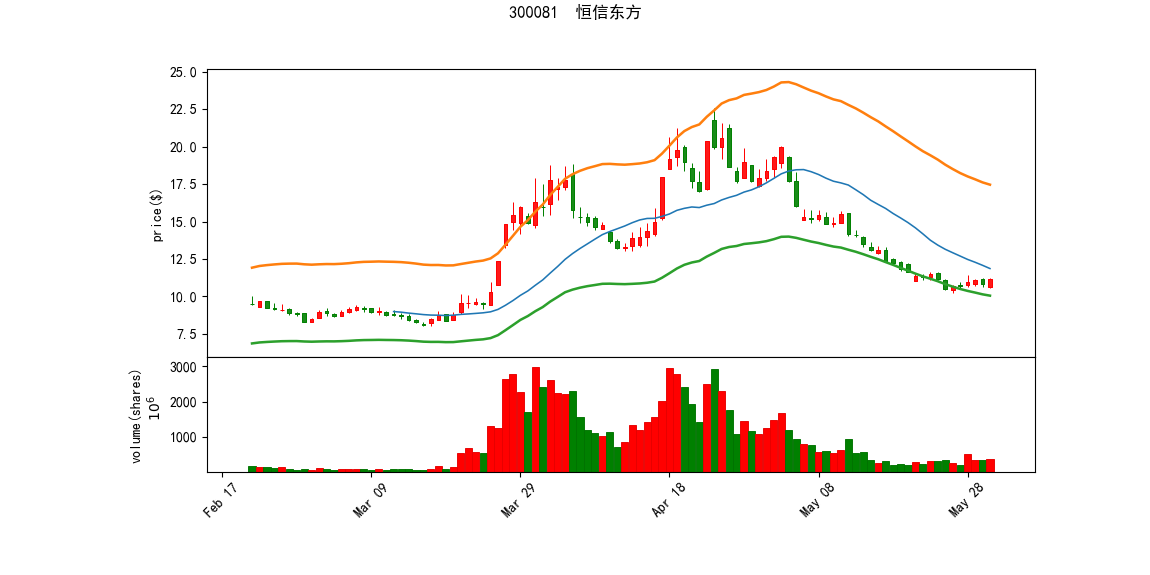 300081 恒信东方
25.0
22.5
20.0
17.5
15.0
12.5
10.0
7.5
price($)
3000
2000
1000
volume(shares)
10^6
Feb 17
Mar 09
Mar 29
Apr 18
May 08
May 28